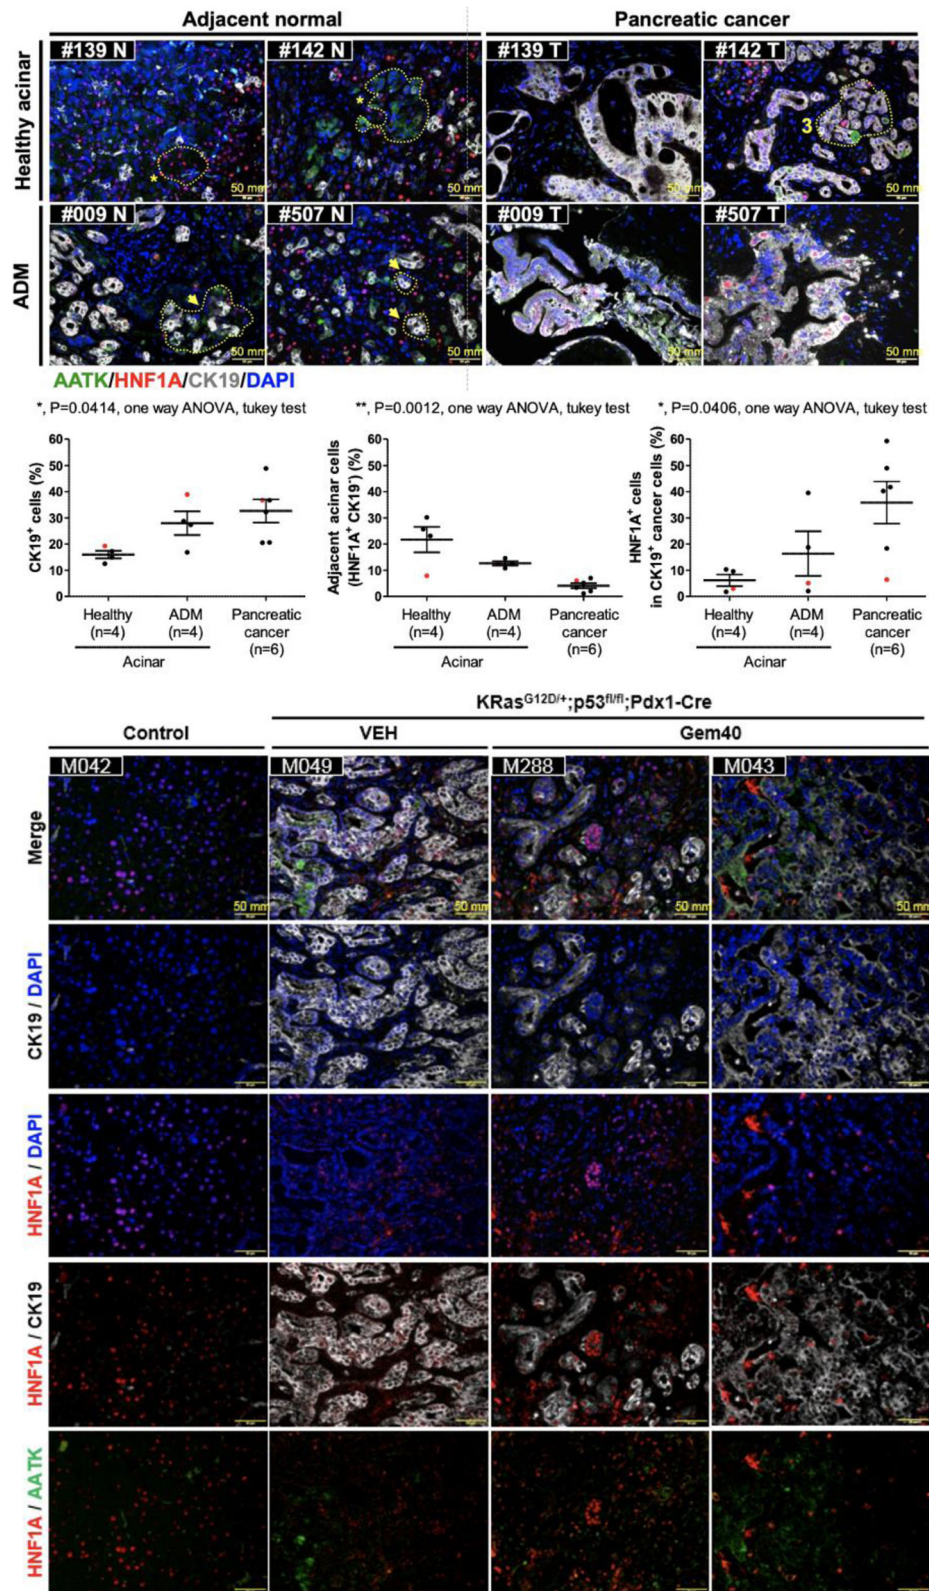 Adjacent normal Pancreatic cancer
Healthy acinar
#139 N #142 N #139 T #142 T
* * 3
50 mm 50 mm 50 mm 50 mm
ADM
#009 N #507 N #009 T #507 T
50 mm 50 mm 50 mm 50 mm
AATK/HNF1A/CK19/DAPI
*, P=0.0414, one way ANOVA, tukey test
CK19+ cells (%)
60
50
40
30
20
10
0
Healthy ADM Pancreatic
(n=4) (n=4) cancer
(n=6)
Acinar
**, P=0.0012, one way ANOVA, tukey test
Adjacent acinar cells
(HNF1A+ CK19-) (%)
60
50
40
30
20
10
0
Healthy ADM Pancreatic
(n=4) (n=4) cancer
(n=6)
Acinar
*, P=0.0406, one way ANOVA, tukey test
HNF1A+ cells
in CK19+ cancer cells (%)
60
50
40
30
20
10
0
Healthy ADM Pancreatic
(n=4) (n=4) cancer
(n=6)
Acinar
KRasG12D/+;p53fl/fl;Pdx1-Cre
Control VEH Gem40
M042 M049 M288 M043
Merge
50 mm 50 mm 50 mm 50 mm
CK19 / DAPI
HNF1A / DAPI
HNF1A / CK19
HNF1A / AATK